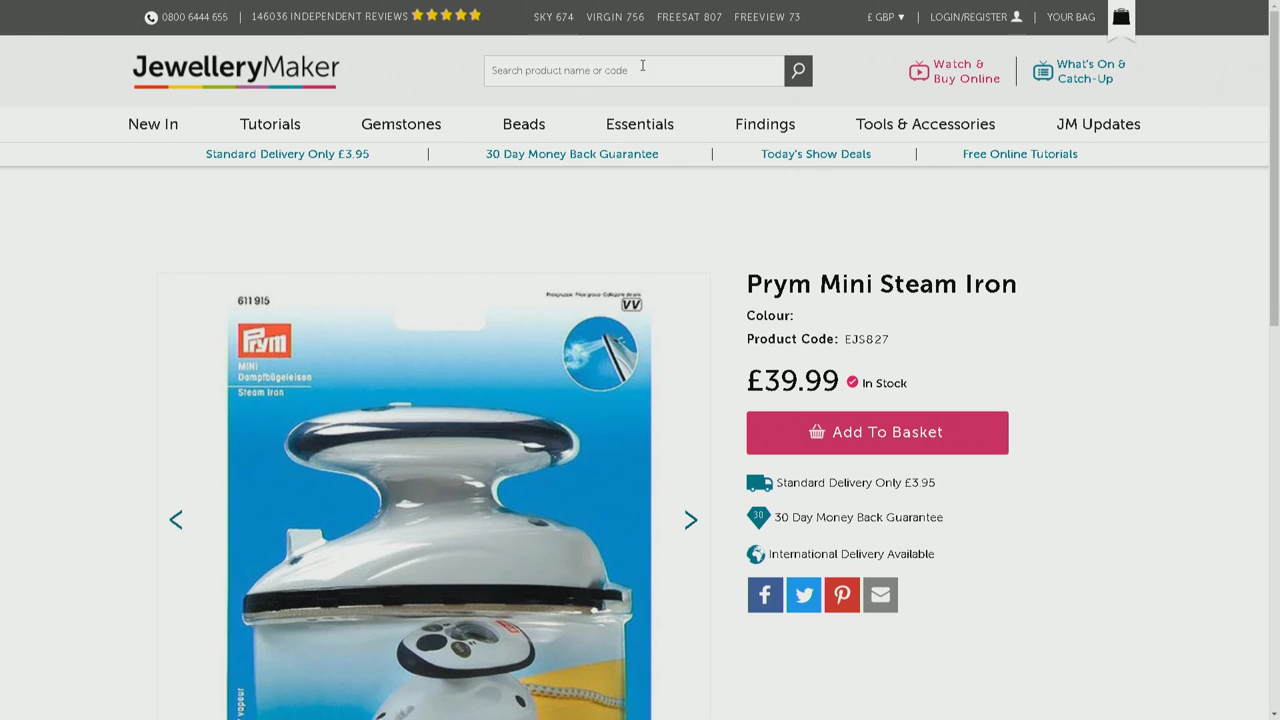 0800 6444 655 | 146036 INDEPENDENT REVIEWS SKY 674 VIRGIN 756 FREESAT 807 FREEVIEW 73 £ GBP ▼ | LOGIN/REGISTER | YOUR BAG
JewelleryMaker
Search product name or code
Watch & Buy Online
What's On & Catch-Up
New In Tutorials Gemstones Beads Essentials Findings Tools & Accessories JM Updates
Standard Delivery Only £3.95 | 30 Day Money Back Guarantee | Today's Show Deals | Free Online Tutorials
611 915
VV
Prym
MINI
Dampfbügeleisen
Steam Iron
vapeur
< >
Prym Mini Steam Iron
Colour:
Product Code: EJS827
£39.99 In Stock
Add To Basket
Standard Delivery Only £3.95
30 30 Day Money Back Guarantee
International Delivery Available